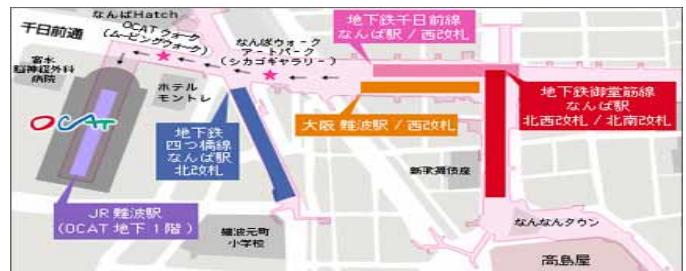 なんばHatch
千日前通
OCATウォーク
(ムービングウォーク)
なんばウォーク
アートパーク
(シカゴギャラリー)
地下鉄千日前線
なんば駅/西改札
富永
脳神経外科
病院
ホテル
モントレ
OCAT
地下鉄
四つ橋線
なんば駅
北改札
大阪 難波駅/西改札
地下鉄御堂筋線
なんば駅
北西改札/北南改札
新歌舞伎座
JR 難波駅
(OCAT 地下1階)
難波元町
小学校
なんなんタウン
高島屋